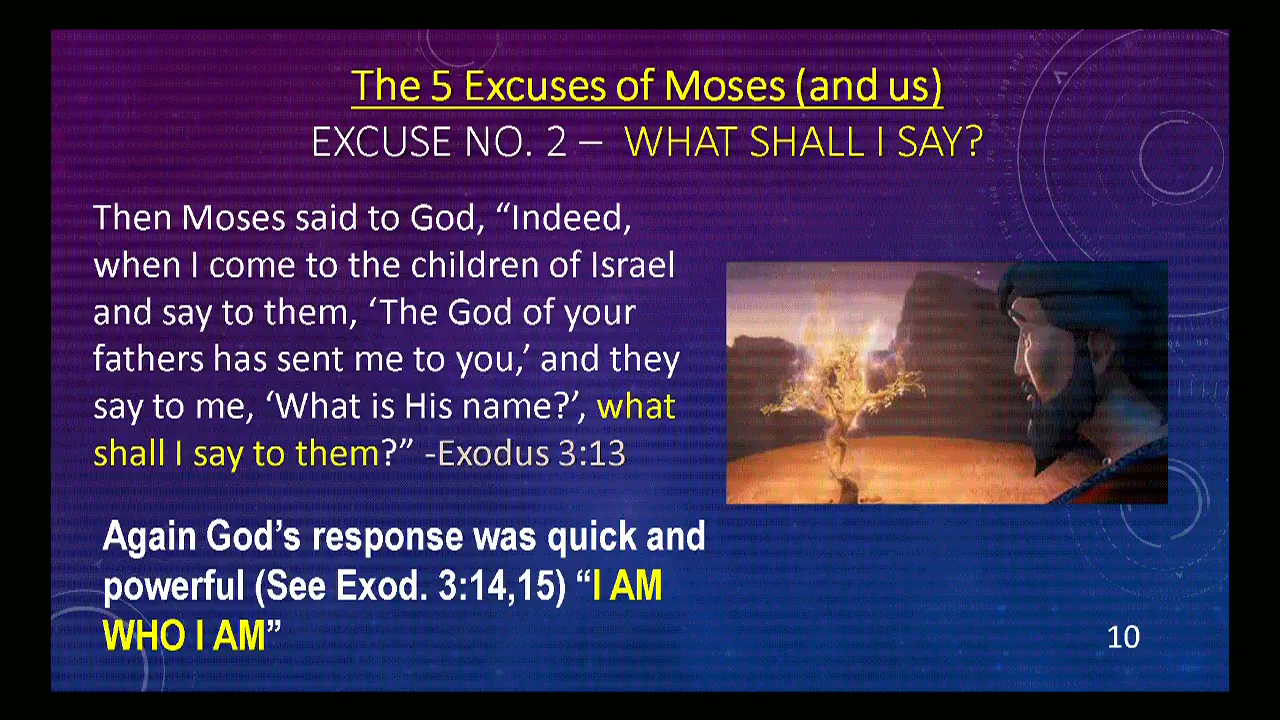 The 5 Excuses of Moses (and us)
EXCUSE NO. 2 – WHAT SHALL I SAY?
Then Moses said to God, “Indeed,
when I come to the children of Israel
and say to them, ‘The God of your
fathers has sent me to you,’ and they
say to me, ‘What is His name?’, what
shall I say to them?” -Exodus 3:13
Again God’s response was quick and
powerful (See Exod. 3:14,15) “I AM
WHO I AM”
10